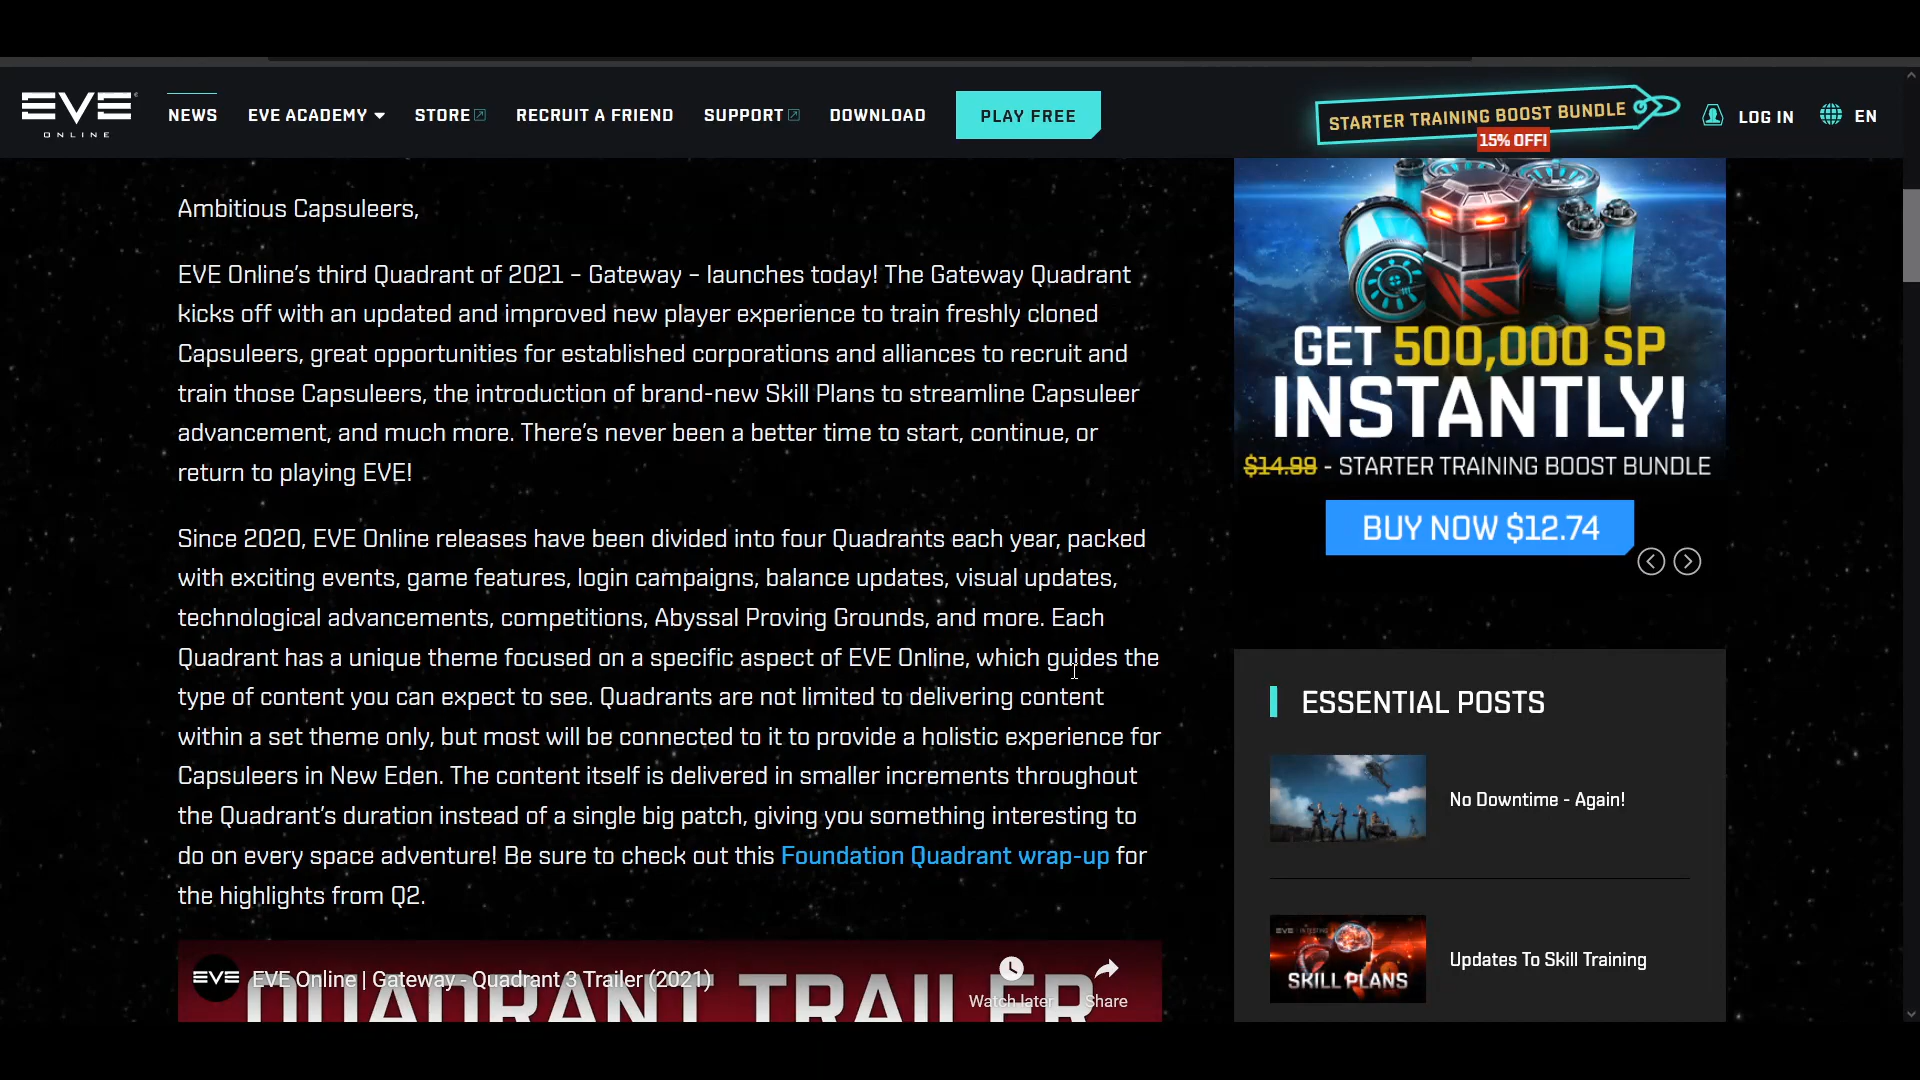 EVE
ONLINE
NEWS
EVE ACADEMY
STORE
RECRUIT A FRIEND
SUPPORT
DOWNLOAD
PLAY FREE
STARTER TRAINING BOOST BUNDLE
15% OFF!
LOG IN
EN
Ambitious Capsuleers,
EVE Online's third Quadrant of 2021 – Gateway – launches today! The Gateway Quadrant
kicks off with an updated and improved new player experience to train freshly cloned
Capsuleers, great opportunities for established corporations and alliances to recruit and
train those Capsuleers, the introduction of brand-new Skill Plans to streamline Capsuleer
advancement, and much more. There's never been a better time to start, continue, or
return to playing EVE!
Since 2020, EVE Online releases have been divided into four Quadrants each year, packed
with exciting events, game features, login campaigns, balance updates, visual updates,
technological advancements, competitions, Abyssal Proving Grounds, and more. Each
Quadrant has a unique theme focused on a specific aspect of EVE Online, which guides the
type of content you can expect to see. Quadrants are not limited to delivering content
within a set theme only, but most will be connected to it to provide a holistic experience for
Capsuleers in New Eden. The content itself is delivered in smaller increments throughout
the Quadrant's duration instead of a single big patch, giving you something interesting to
do on every space adventure! Be sure to check out this Foundation Quadrant wrap-up for
the highlights from Q2.
EVE
EVE Online | Gateway - Quadrant 3 Trailer (2021)
QUADRANT TRAILER
Watch later
Share
GET 500,000 SP
INSTANTLY!
$14.99 - STARTER TRAINING BOOST BUNDLE
BUY NOW $12.74
ESSENTIAL POSTS
No Downtime - Again!
SKILL PLANS
Updates To Skill Training